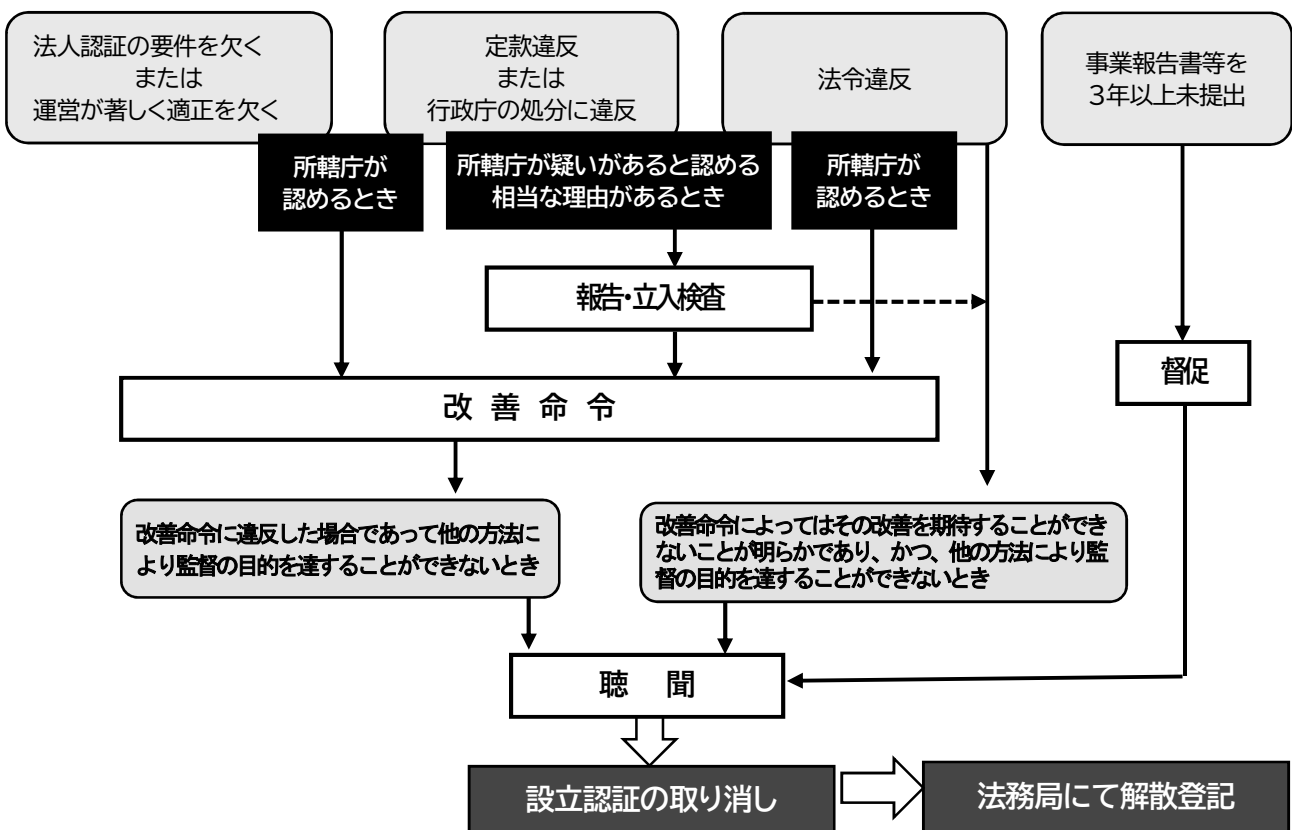 法人認証の要件を欠く
または
運営が著しく適正を欠く
定款違反
または
行政庁の処分に違反
法令違反
事業報告書等を
３年以上未提出
所轄庁が
認めるとき
所轄庁が疑いがあると認める
相当な理由があるとき
所轄庁が
認めるとき
報告・立入検査
改 善 命 令
督促
改善命令に違反した場合であって他の方法に
より監督の目的を達することができないとき
改善命令によってはその改善を期待することができ
ないことが明らかであり、かつ、他の方法により監
督の目的を達することができないとき
聴　聞
設立認証の取り消し
法務局にて解散登記